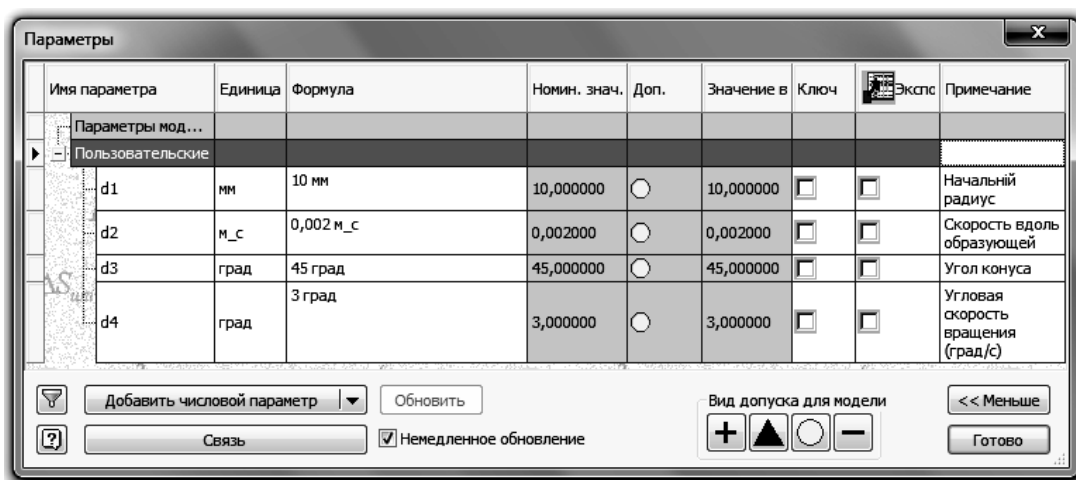 Параметры
Имя параметра Единица Формула Номин. знач. Доп. Значение в Ключ Экспо Примечание
Параметры мод...
Пользовательские
d1 мм 10 мм 10,000000 10,000000 Начальній
радиус
d2 м_с 0,002 м_с 0,002000 0,002000 Скорость вдоль
образующей
d3 град 45 град 45,000000 45,000000 Угол конуса
d4 град 3 град 3,000000 3,000000 Угловая
скорость
вращения
(град/с)
Добавить числовой параметр Обновить Вид допуска для модели << Меньше
Связь Немедленное обновление Готово